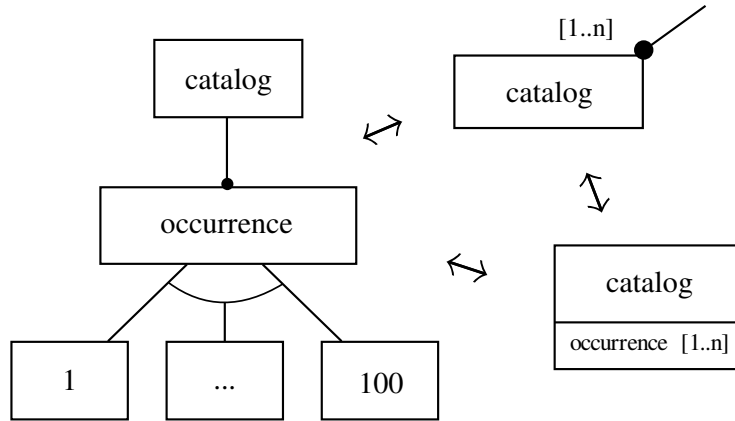 catalog
occurrence
1
...
100
[1..n]
catalog
catalog
occurrence [1..n]